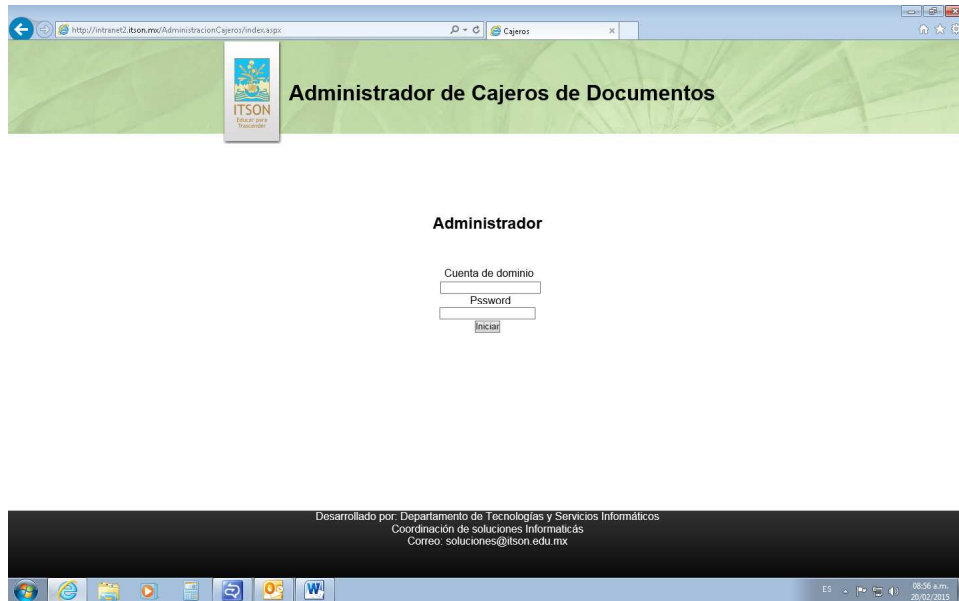 http://intranet2.itson.mx/AdministracionCajeros/index.aspx
Cajeros
ITSON
Educar para
Trascender
Administrador de Cajeros de Documentos
Administrador
Cuenta de dominio
Pssword
Iniciar
Desarrollado por: Departamento de Tecnologías y Servicios Informáticos
Coordinación de soluciones Informaticás
Correo: soluciones@itson.edu.mx
ES
08:56 a.m.
20/02/2015